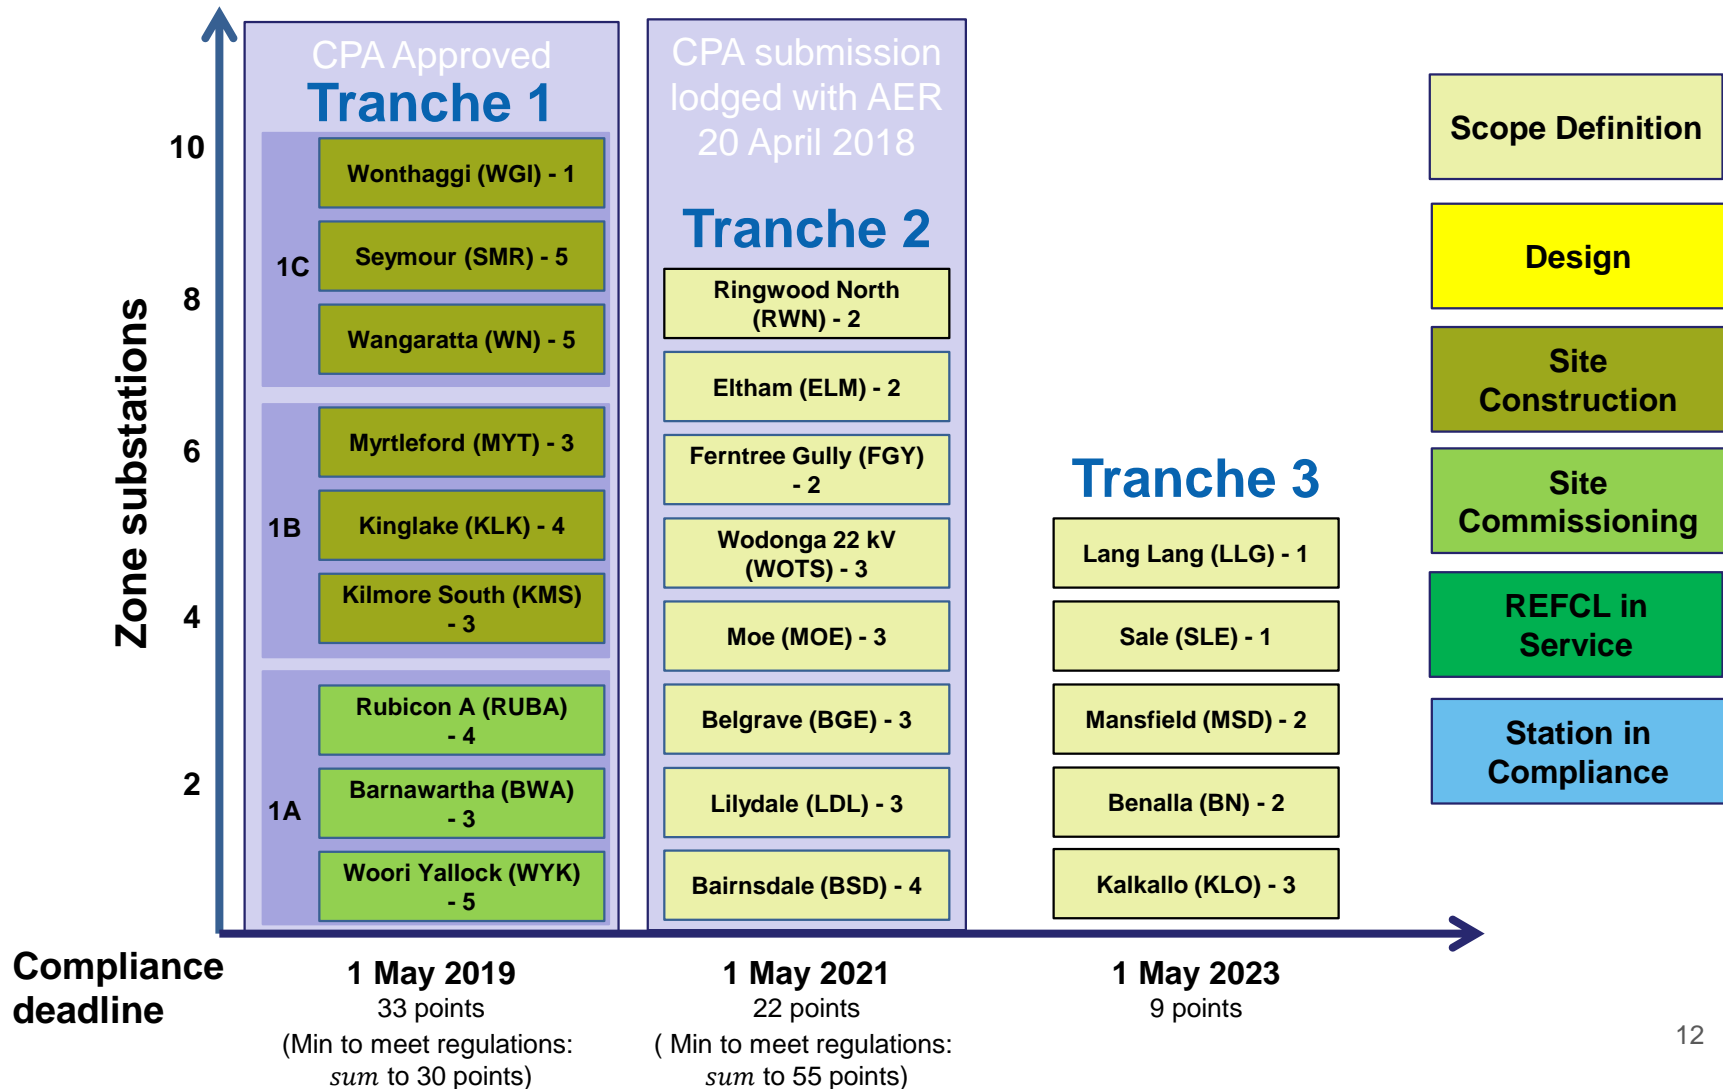 CPA Approved
Tranche 1
CPA submission
lodged with AER
20 April 2018
Tranche 2
Tranche 3
Zone substations
10
8
6
4
2
1C
Wonthaggi (WGI) - 1
Seymour (SMR) - 5
Wangaratta (WN) - 5
1B
Myrtleford (MYT) - 3
Kinglake (KLK) - 4
Kilmore South (KMS)
- 3
1A
Rubicon A (RUBA)
- 4
Barnawartha (BWA)
- 3
Woori Yallock (WYK)
- 5
Ringwood North
(RWN) - 2
Eltham (ELM) - 2
Ferntree Gully (FGY)
- 2
Wodonga 22 kV
(WOTS) - 3
Moe (MOE) - 3
Belgrave (BGE) - 3
Lilydale (LDL) - 3
Bairnsdale (BSD) - 4
Lang Lang (LLG) - 1
Sale (SLE) - 1
Mansfield (MSD) - 2
Benalla (BN) - 2
Kalkallo (KLO) - 3
Scope Definition
Design
Site
Construction
Site
Commissioning
REFCL in
Service
Station in
Compliance
Compliance
deadline
1 May 2019
33 points
(Min to meet regulations:
sum to 30 points)
1 May 2021
22 points
( Min to meet regulations:
sum to 55 points)
1 May 2023
9 points
12